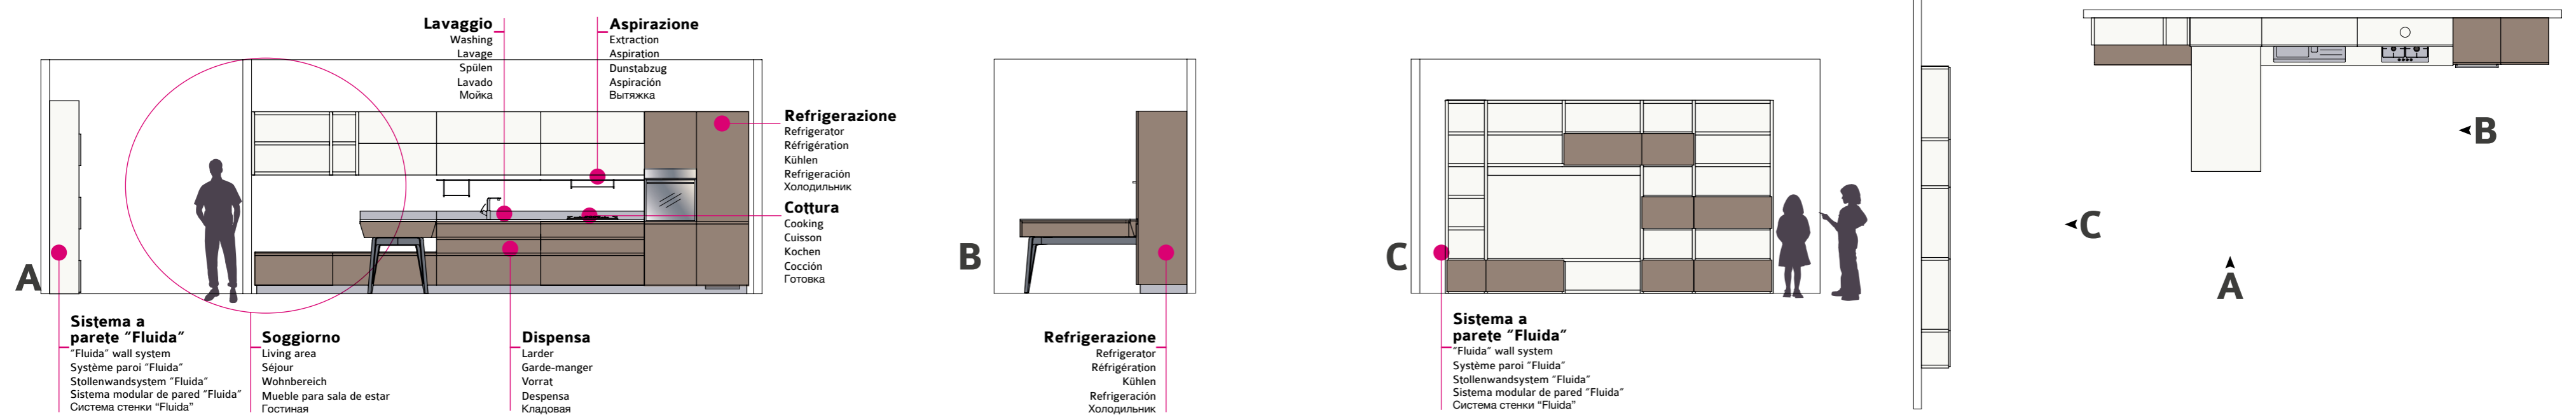 Lavaggio
Washing
Lavage
Spülen
Lavado
Мойка
Aspirazione
Extraction
Aspiration
Dunstabzug
Aspiración
Вытяжка
Refrigerazione
Refrigerator
Réfrigération
Kühlen
Refrigeración
Холодильник
Cottura
Cooking
Cuisson
Kochen
Cocción
Готовка
A
Sistema a
parete "Fluida"
"Fluida" wall system
Système paroi "Fluida"
Stollenwandsystem "Fluida"
Sistema modular de pared "Fluida"
Система стенки "Fluida"
Soggiorno
Living area
Séjour
Wohnbereich
Mueble para sala de estar
Гостиная
Dispensa
Larder
Garde-manger
Vorrat
Despensa
Кладовая
B
Refrigerazione
Refrigerator
Réfrigération
Kühlen
Refrigeración
Холодильник
C
Sistema a
parete "Fluida"
"Fluida" wall system
Système paroi "Fluida"
Stollenwandsystem "Fluida"
Sistema modular de pared "Fluida"
Система стенки "Fluida"
B
C
A